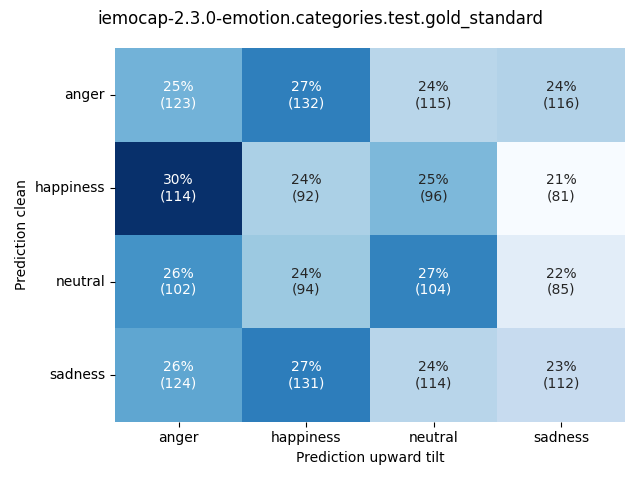 iemocap-2.3.0-emotion.categories.test.gold_standard
Prediction clean
anger
25%
(123)
27%
(132)
24%
(115)
24%
(116)
happiness
30%
(114)
24%
(92)
25%
(96)
21%
(81)
neutral
26%
(102)
24%
(94)
27%
(104)
22%
(85)
sadness
26%
(124)
27%
(131)
24%
(114)
23%
(112)
anger
happiness
neutral
sadness
Prediction upward tilt